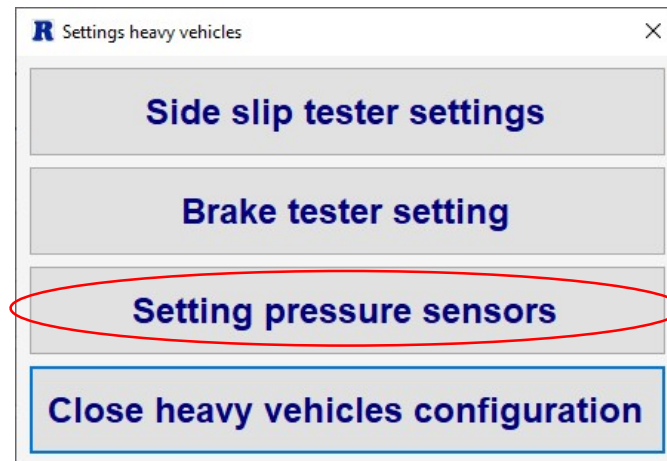 R Settings heavy vehicles
Side slip tester settings
Brake tester setting
Setting pressure sensors
Close heavy vehicles configuration